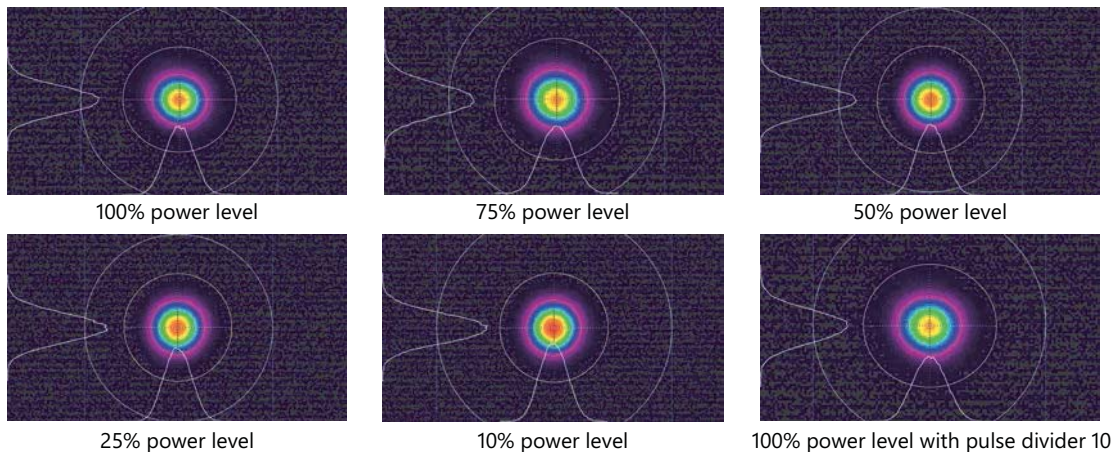 100% power level
75% power level
50% power level
25% power level
10% power level
100% power level with pulse divider 10